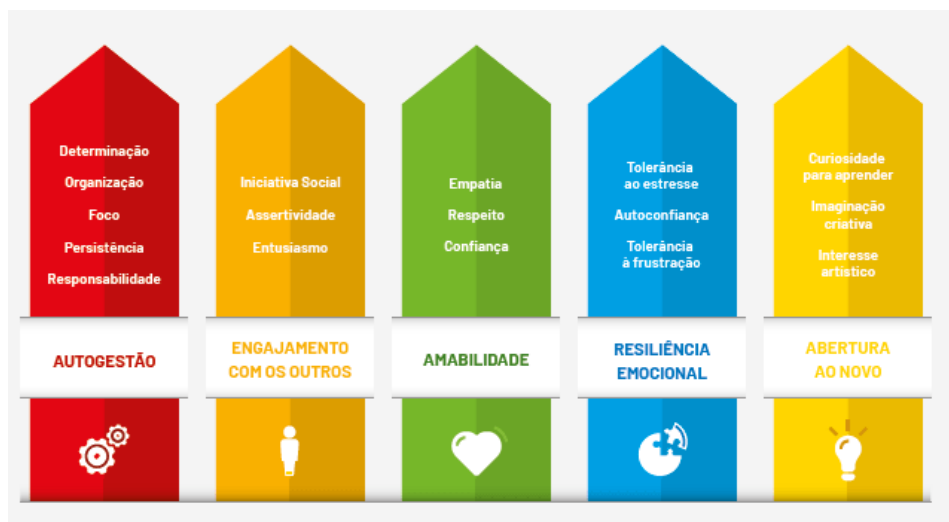 Determinação
Organização
Foco
Persistência
Responsabilidade
AUTOGESTÃO
Iniciativa Social
Assertividade
Entusiasmo
ENGAJAMENTO
COM OS OUTROS
Empatia
Respeito
Confiança
AMABILIDADE
Tolerância
ao estresse
Autoconfiança
Tolerância
à frustração
RESILIÊNCIA
EMOCIONAL
Curiosidade
para aprender
Imaginação
criativa
Interesse
artístico
ABERTURA
AO NOVO